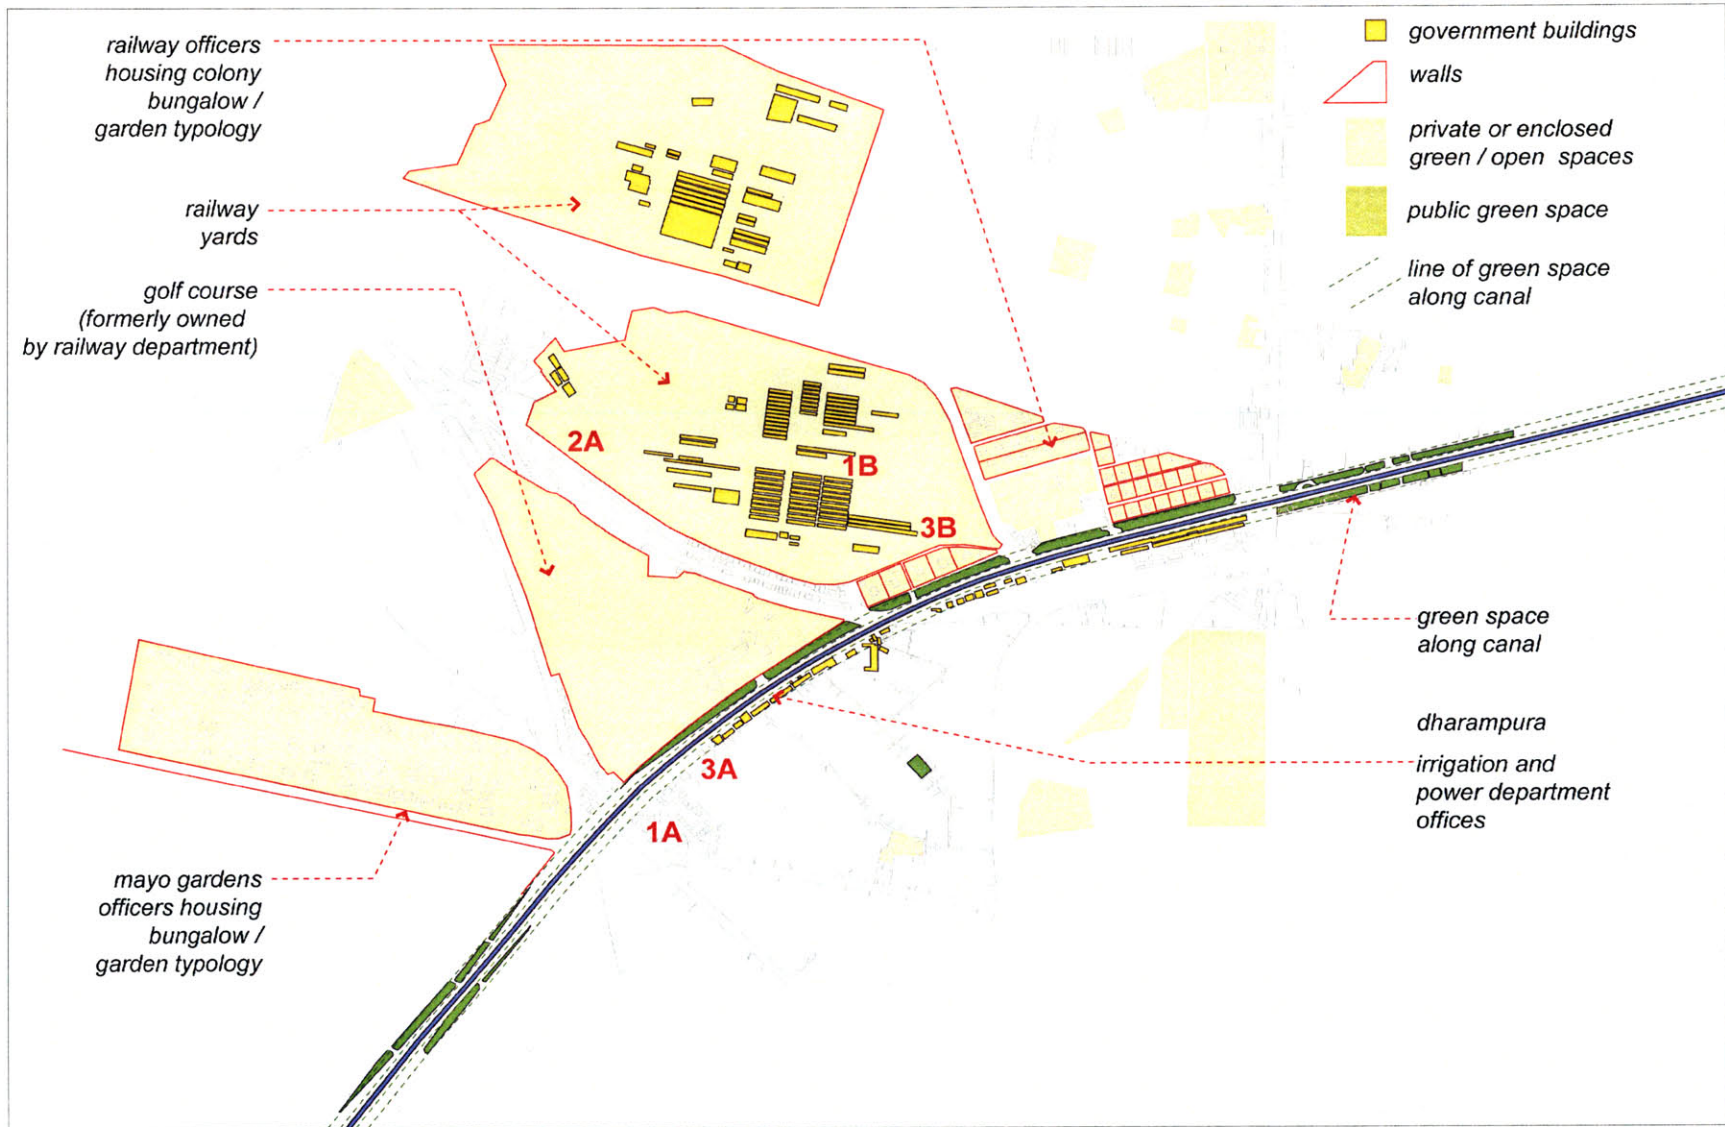 railway officers
housing colony
bungalow /
garden typology
railway
yards
golf course
(formerly owned
by railway department)
mayo gardens
officers housing
bungalow /
garden typology
2A
1B
3B
3A
1A
government buildings
walls
private or enclosed
green / open spaces
public green space
line of green space
along canal
green space
along canal
dharampura
irrigation and
power department
offices